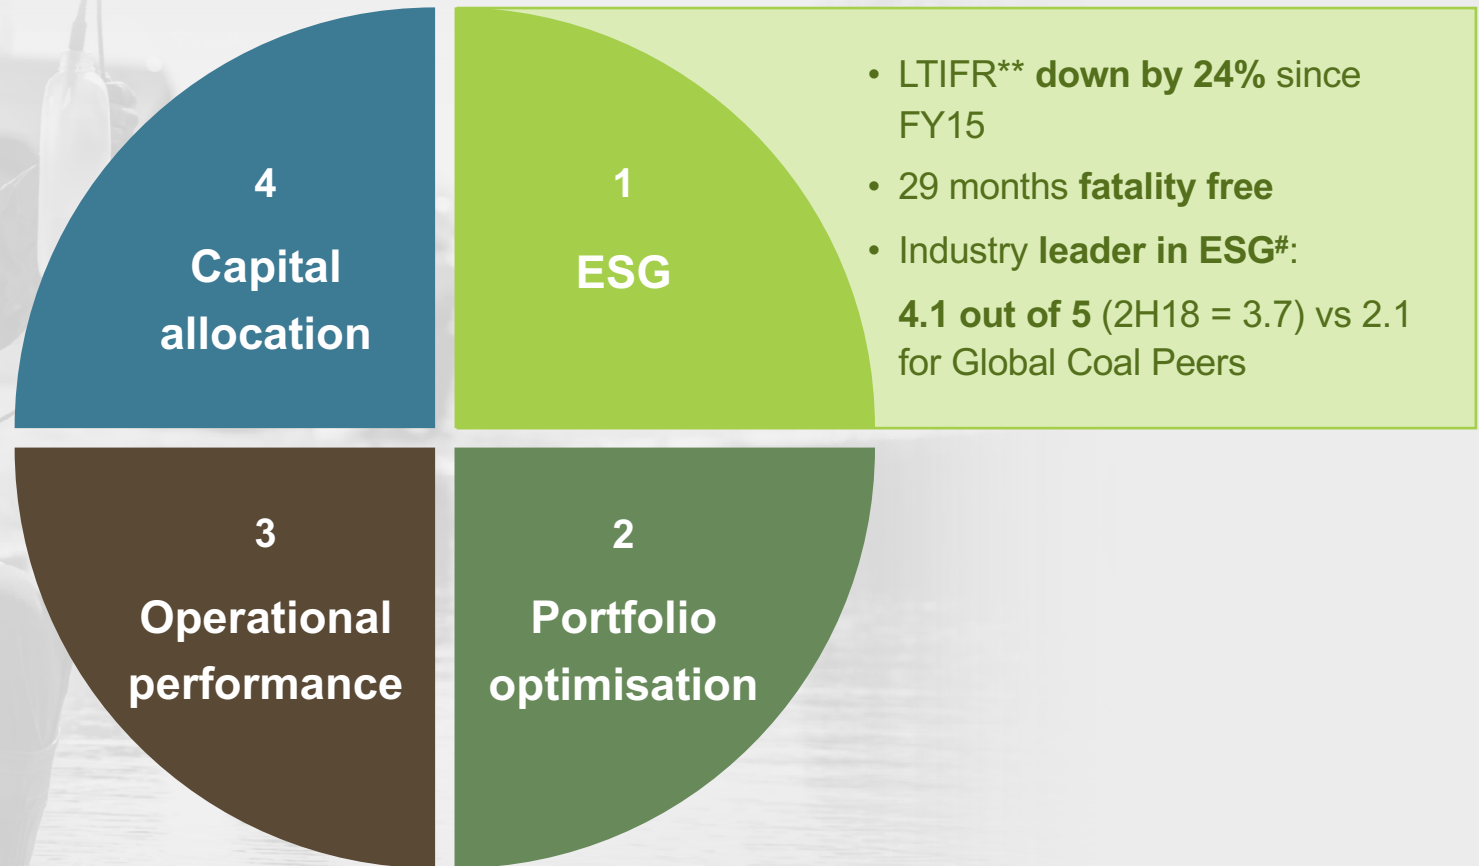 4
Capital
allocation
1
ESG
• LTIFR** down by 24% since
FY15
• 29 months fatality free
• Industry leader in ESG#:
4.1 out of 5 (2H18 = 3.7) vs 2.1
for Global Coal Peers
3
Operational
performance
2
Portfolio
optimisation